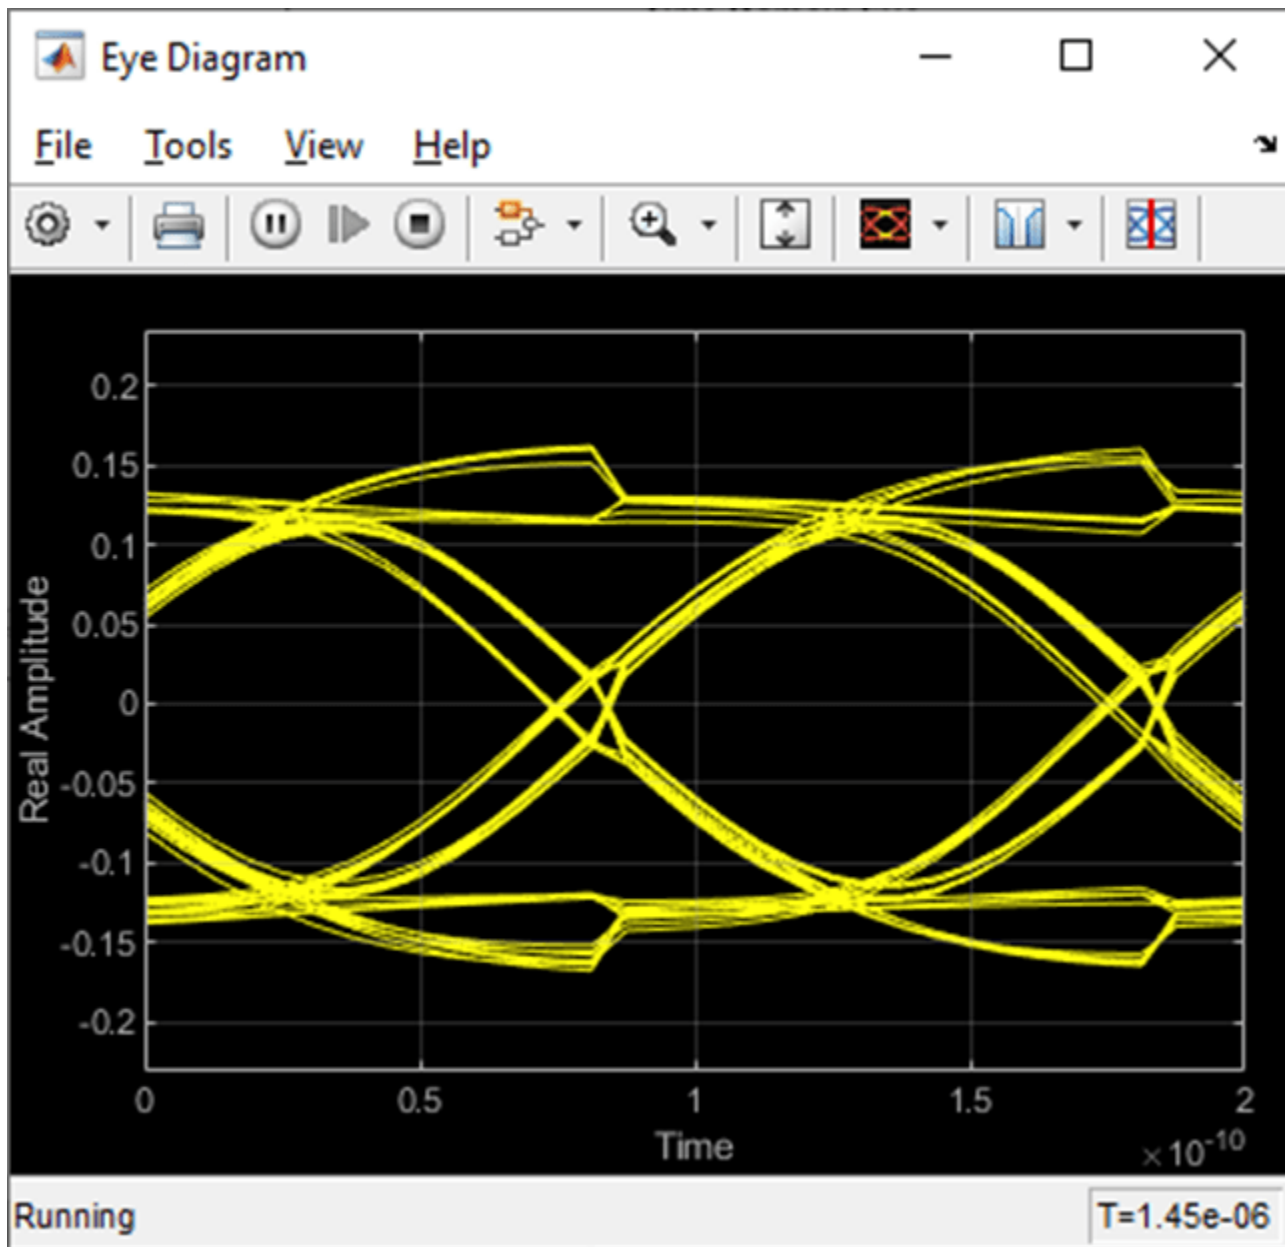 Eye Diagram
File Tools View Help
0.2
0.15
0.1
0.05
0
-0.05
-0.1
-0.15
-0.2
Real Amplitude
0 0.5 1 1.5 2
Time
×10⁻¹⁰
Running T=1.45e-06